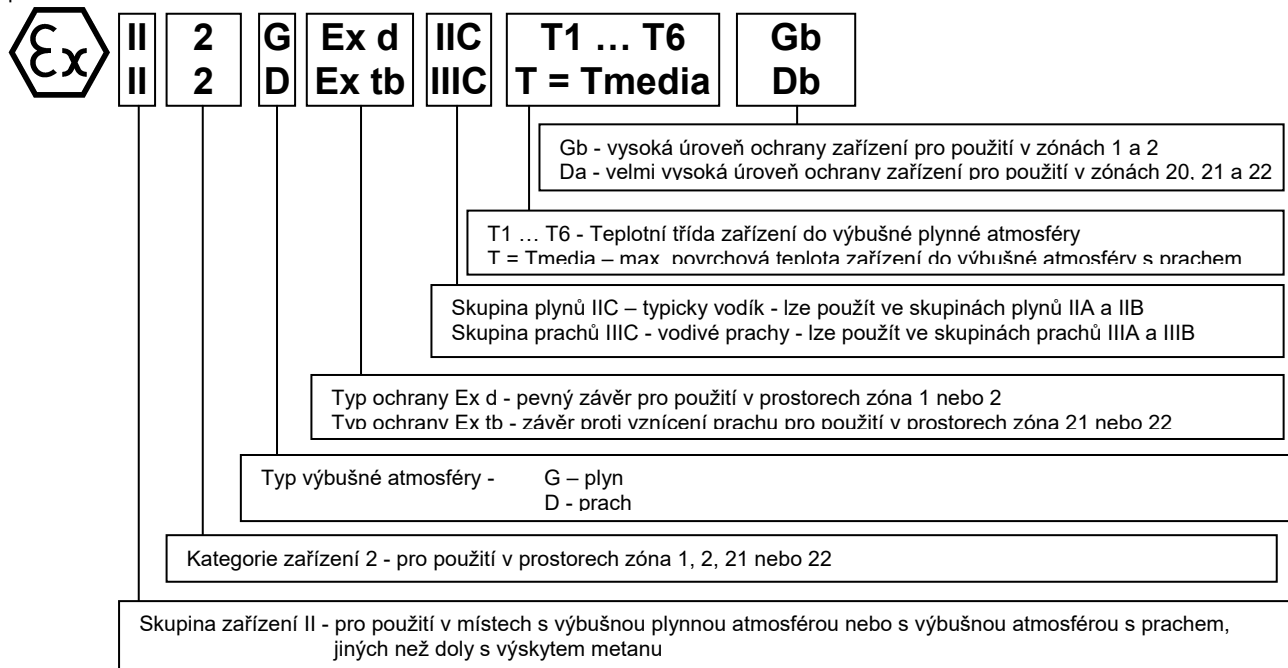 Ex II 2 G Ex d IIC T1 … T6 Gb
II 2 D Ex tb IIIC T = Tmedia Db
Gb - vysoká úroveň ochrany zařízení pro použití v zónách 1 a 2
Da - velmi vysoká úroveň ochrany zařízení pro použití v zónách 20, 21 a 22
T1 … T6 - Teplotní třída zařízení do výbušné plynné atmosféry
T = Tmedia – max. povrchová teplota zařízení do výbušné atmosféry s prachem
Skupina plynů IIC – typicky vodík - lze použít ve skupinách plynů IIA a IIB
Skupina prachů IIIC - vodivé prachy - lze použít ve skupinách prachů IIIA a IIIB
Typ ochrany Ex d - pevný závěr pro použití v prostorech zóna 1 nebo 2
Typ ochrany Ex tb - závěr proti vznícení prachu pro použití v prostorech zóna 21 nebo 22
Typ výbušné atmosféry - G – plyn
D - prach
Kategorie zařízení 2 - pro použití v prostorech zóna 1, 2, 21 nebo 22
Skupina zařízení II - pro použití v místech s výbušnou plynnou atmosférou nebo s výbušnou atmosférou s prachem,
jiných než doly s výskytem metanu